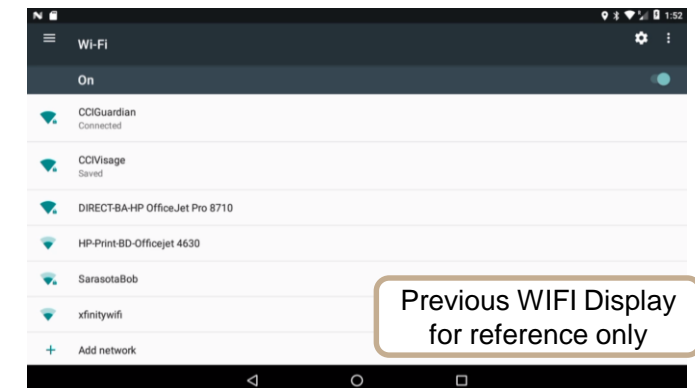 1:52
Wi-Fi
On
CCIGuardian
Connected
CCIVisage
Saved
DIRECT-BA-HP OfficeJet Pro 8710
HP-Print-BD-Officejet 4630
SarasotaBob
xfinitywifi
Add network
Previous WIFI Display
for reference only